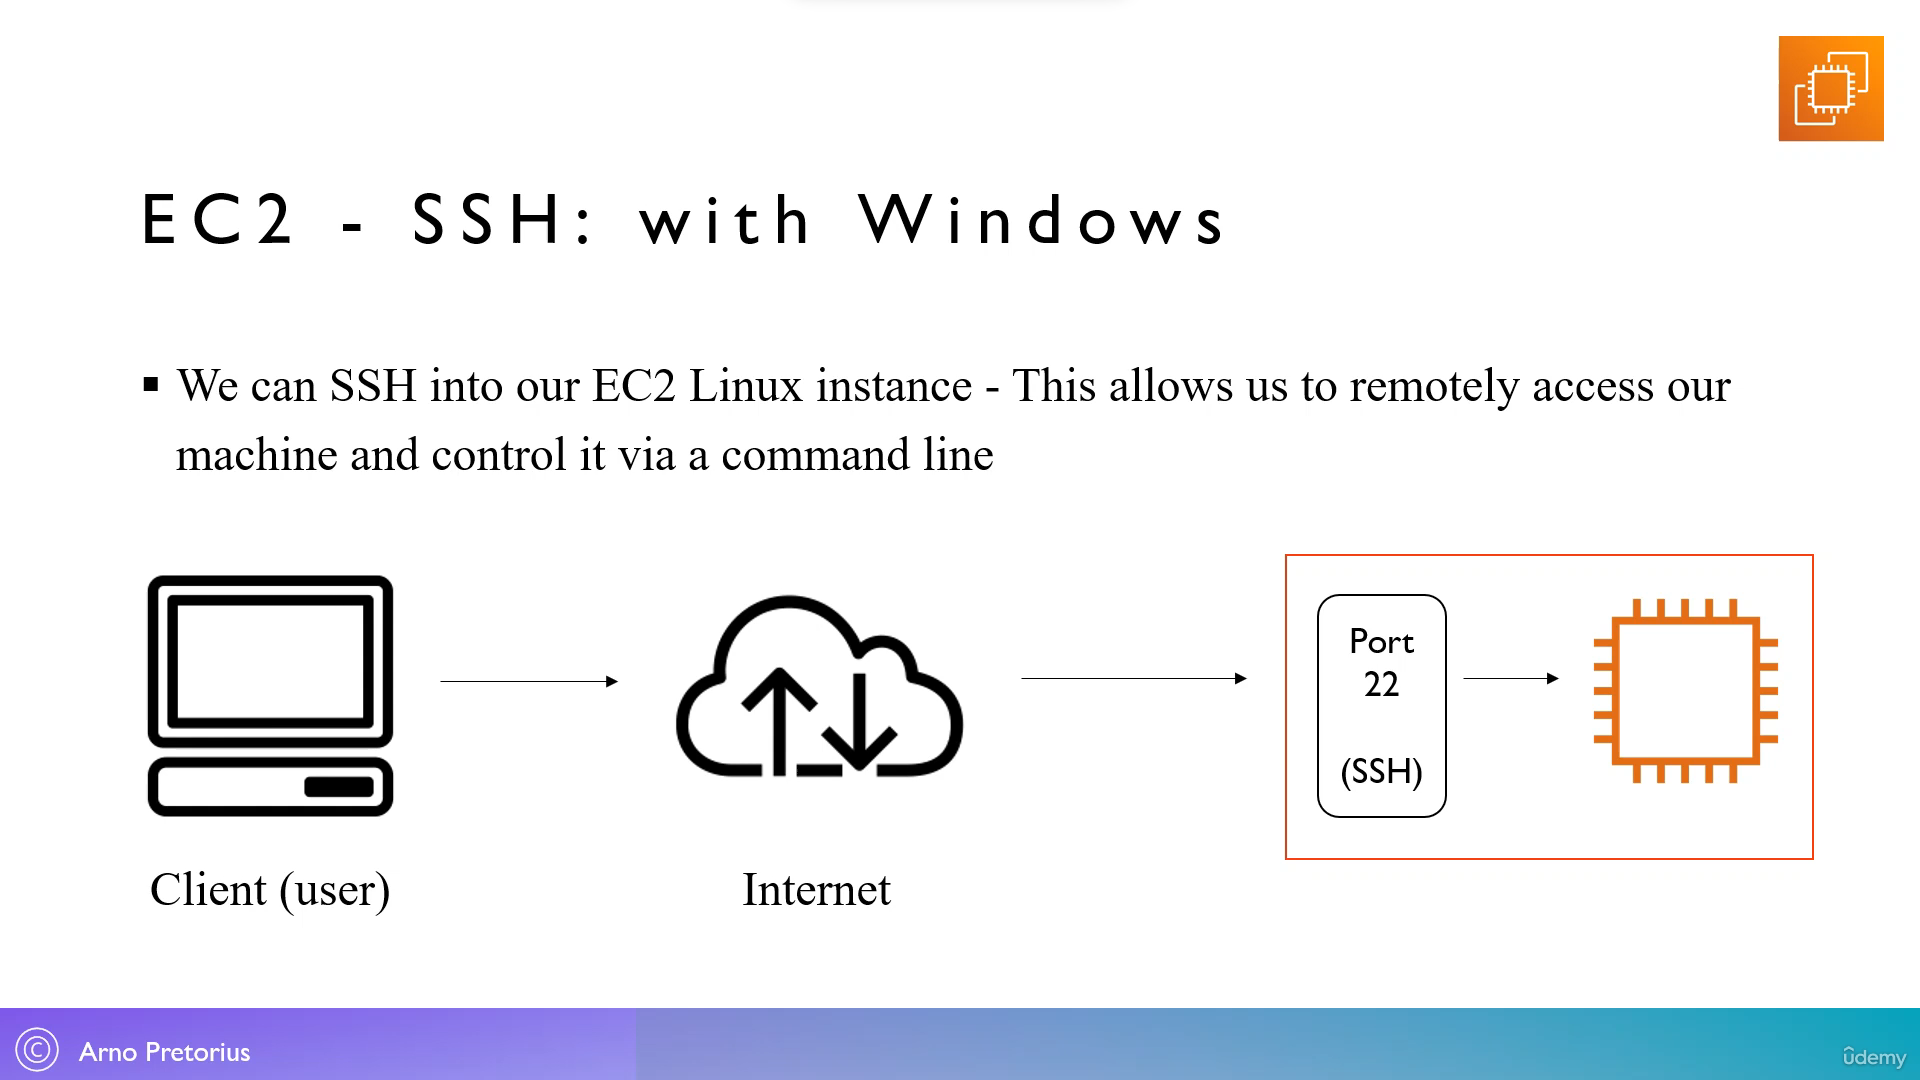 EC2 - SSH: with Windows
▪ We can SSH into our EC2 Linux instance - This allows us to remotely access our
machine and control it via a command line
Port
22
(SSH)
Client (user)
Internet
© Arno Pretorius
ûdemy